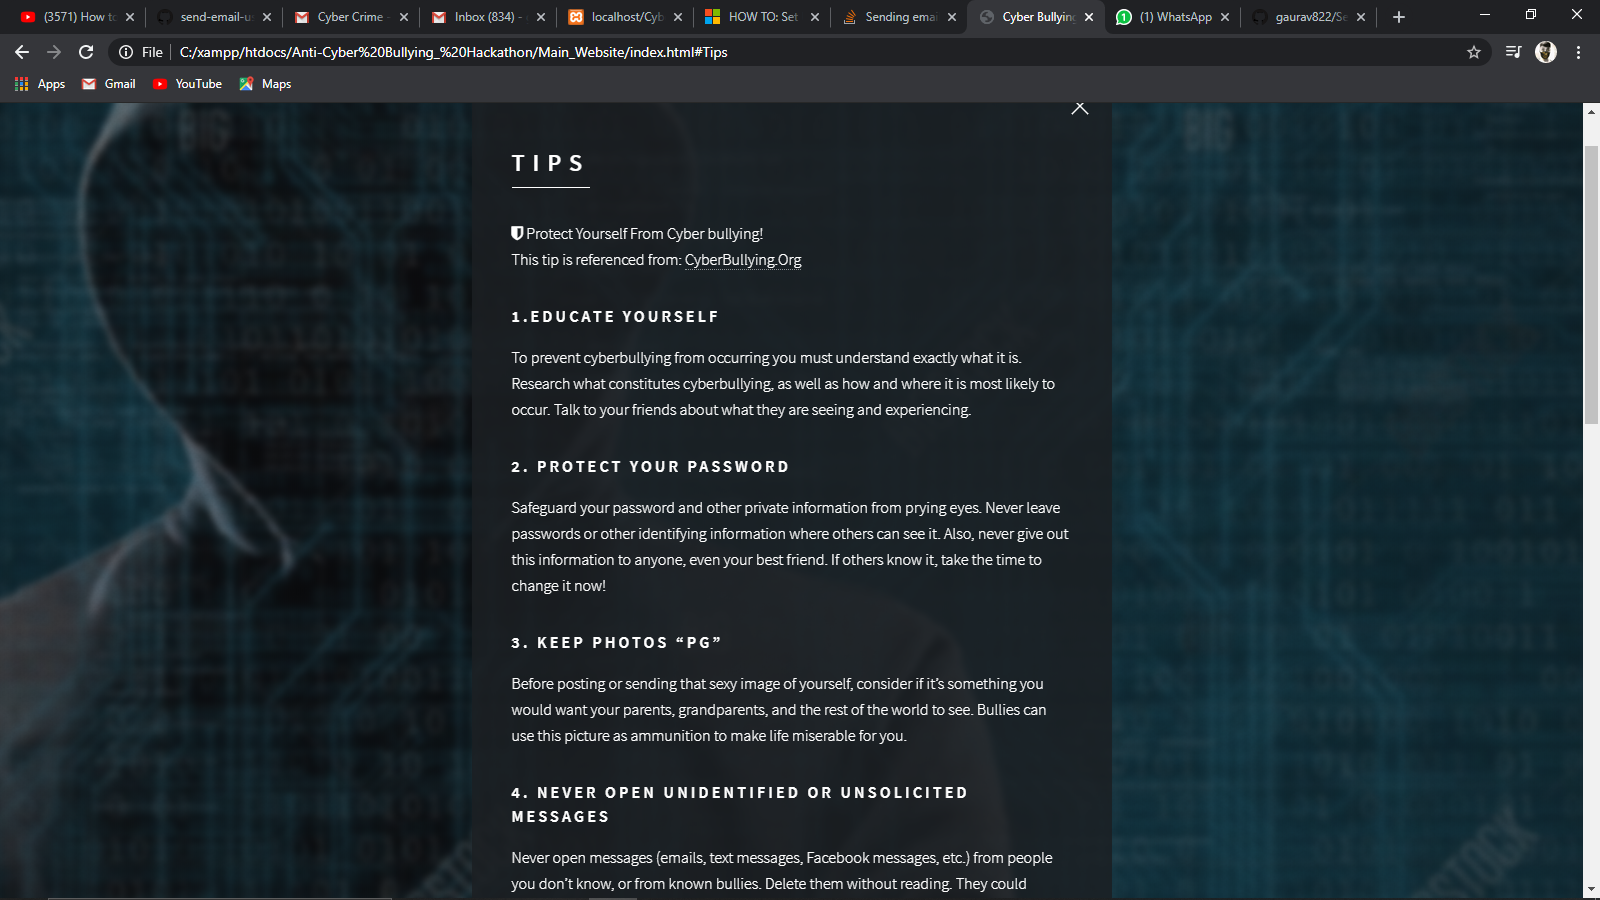 (3571) How to
send-email-us
Cyber Crime -
Inbox (834) -
localhost/Cyb
HOW TO: Set
Sending emai
Cyber Bullying
(1) WhatsApp
gaurav822/Se
File C:/xampp/htdocs/Anti-Cyber%20Bullying_%20Hackathon/Main_Website/index.html#Tips
Apps Gmail YouTube Maps
BIG
BIG
TIPS
Protect Yourself From Cyber bullying!
This tip is referenced from: CyberBullying.Org
1.EDUCATE YOURSELF
To prevent cyberbullying from occurring you must understand exactly what it is.
Research what constitutes cyberbullying, as well as how and where it is most likely to
occur. Talk to your friends about what they are seeing and experiencing.
2. PROTECT YOUR PASSWORD
Safeguard your password and other private information from prying eyes. Never leave
passwords or other identifying information where others can see it. Also, never give out
this information to anyone, even your best friend. If others know it, take the time to
change it now!
3. KEEP PHOTOS “PG”
Before posting or sending that sexy image of yourself, consider if it’s something you
would want your parents, grandparents, and the rest of the world to see. Bullies can
use this picture as ammunition to make life miserable for you.
4. NEVER OPEN UNIDENTIFIED OR UNSOLICITED
MESSAGES
Never open messages (emails, text messages, Facebook messages, etc.) from people
you don’t know, or from known bullies. Delete them without reading. They could